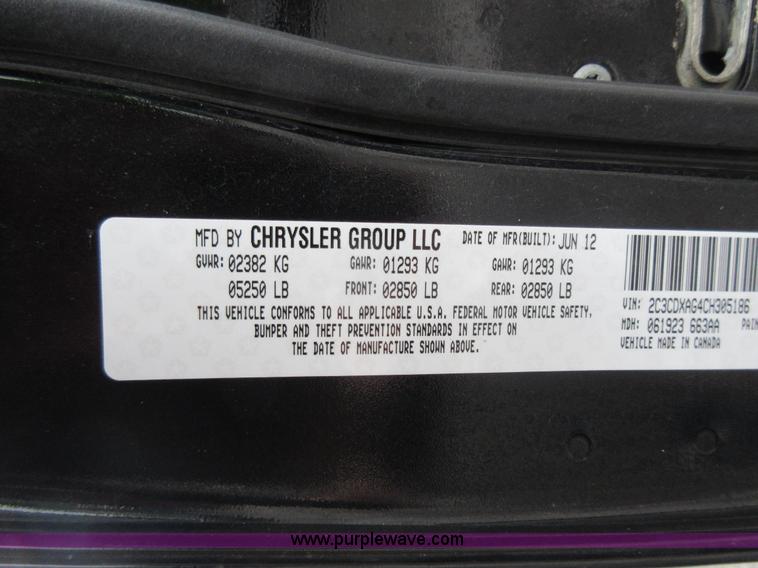 MFD BY CHRYSLER GROUP LLC DATE OF MFR(BUILT): JUN 12
GVWR: 02382 KG GAWR: 01293 KG GAWR: 01293 KG
05250 LB FRONT: 02850 LB REAR: 02850 LB
THIS VEHICLE CONFORMS TO ALL APPLICABLE U.S.A. FEDERAL MOTOR VEHICLE SAFETY,
BUMPER AND THEFT PREVENTION STANDARDS IN EFFECT ON
THE DATE OF MANUFACTURE SHOWN ABOVE.
VIN: 2C3CDXAG4CH305186
MDH: 061923 663AA PAIN
VEHICLE MADE IN CANADA
www.purplewave.com